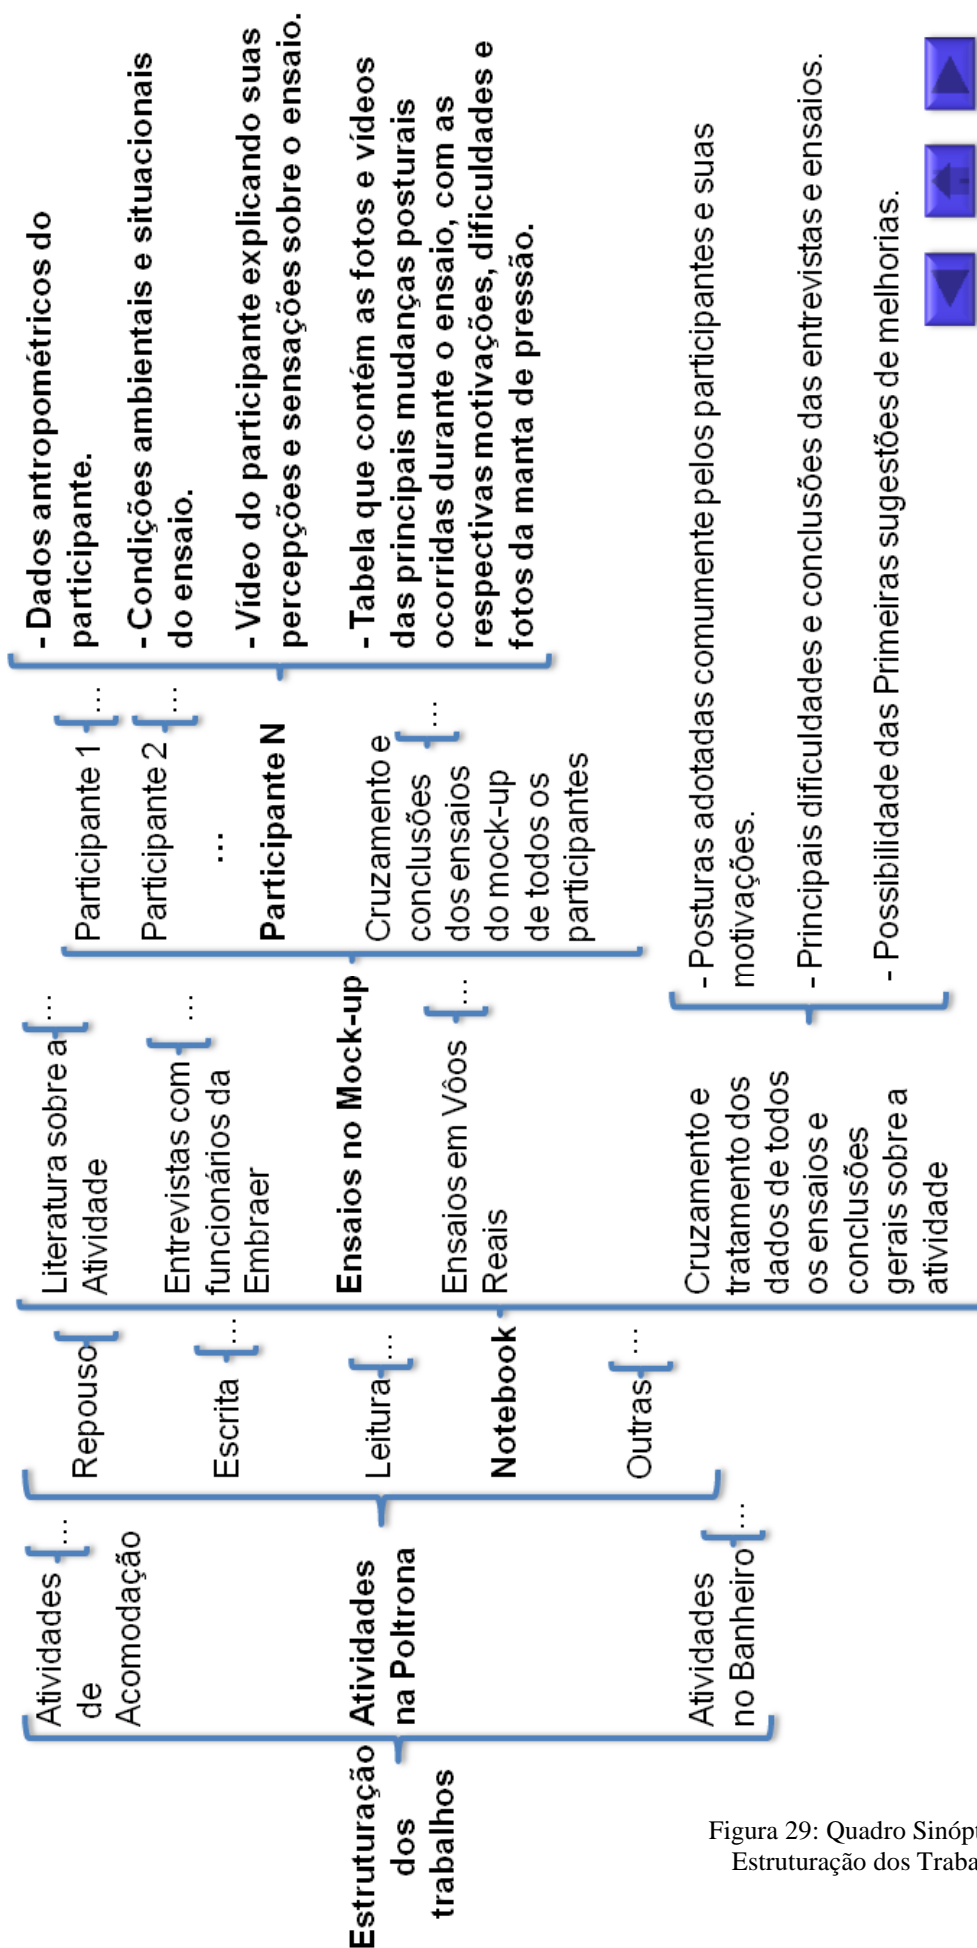 Estruturação
dos
trabalhos
Atividades
de
Acomodação
...
Atividades
na Poltrona
Atividades
no Banheiro
...
Repouso
Escrita
...
Leitura
...
Notebook
Outras
...
Literatura sobre a
Atividade
...
Entrevistas com
funcionários da
Embraer
...
Ensaios no Mock-up
Ensaios em Vôos
Reais
...
Cruzamento e
tratamento dos
dados de todos
os ensaios e
conclusões
gerais sobre a
atividade
Participante 1
...
Participante 2
...
...
Participante N
Cruzamento e
conclusões
dos ensaios
do mock-up
de todos os
participantes
...
- Dados antropométricos do
participante.
- Condições ambientais e situacionais
do ensaio.
- Vídeo do participante explicando suas
percepções e sensações sobre o ensaio.
- Tabela que contém as fotos e vídeos
das principais mudanças posturais
ocorridas durante o ensaio, com as
respectivas motivações, dificuldades e
fotos da manta de pressão.
- Posturas adotadas comumente pelos participantes e suas
motivações.
- Principais dificuldades e conclusões das entrevistas e ensaios.
- Possibilidade das Primeiras sugestões de melhorias.
Figura 29: Quadro
Estruturação dos